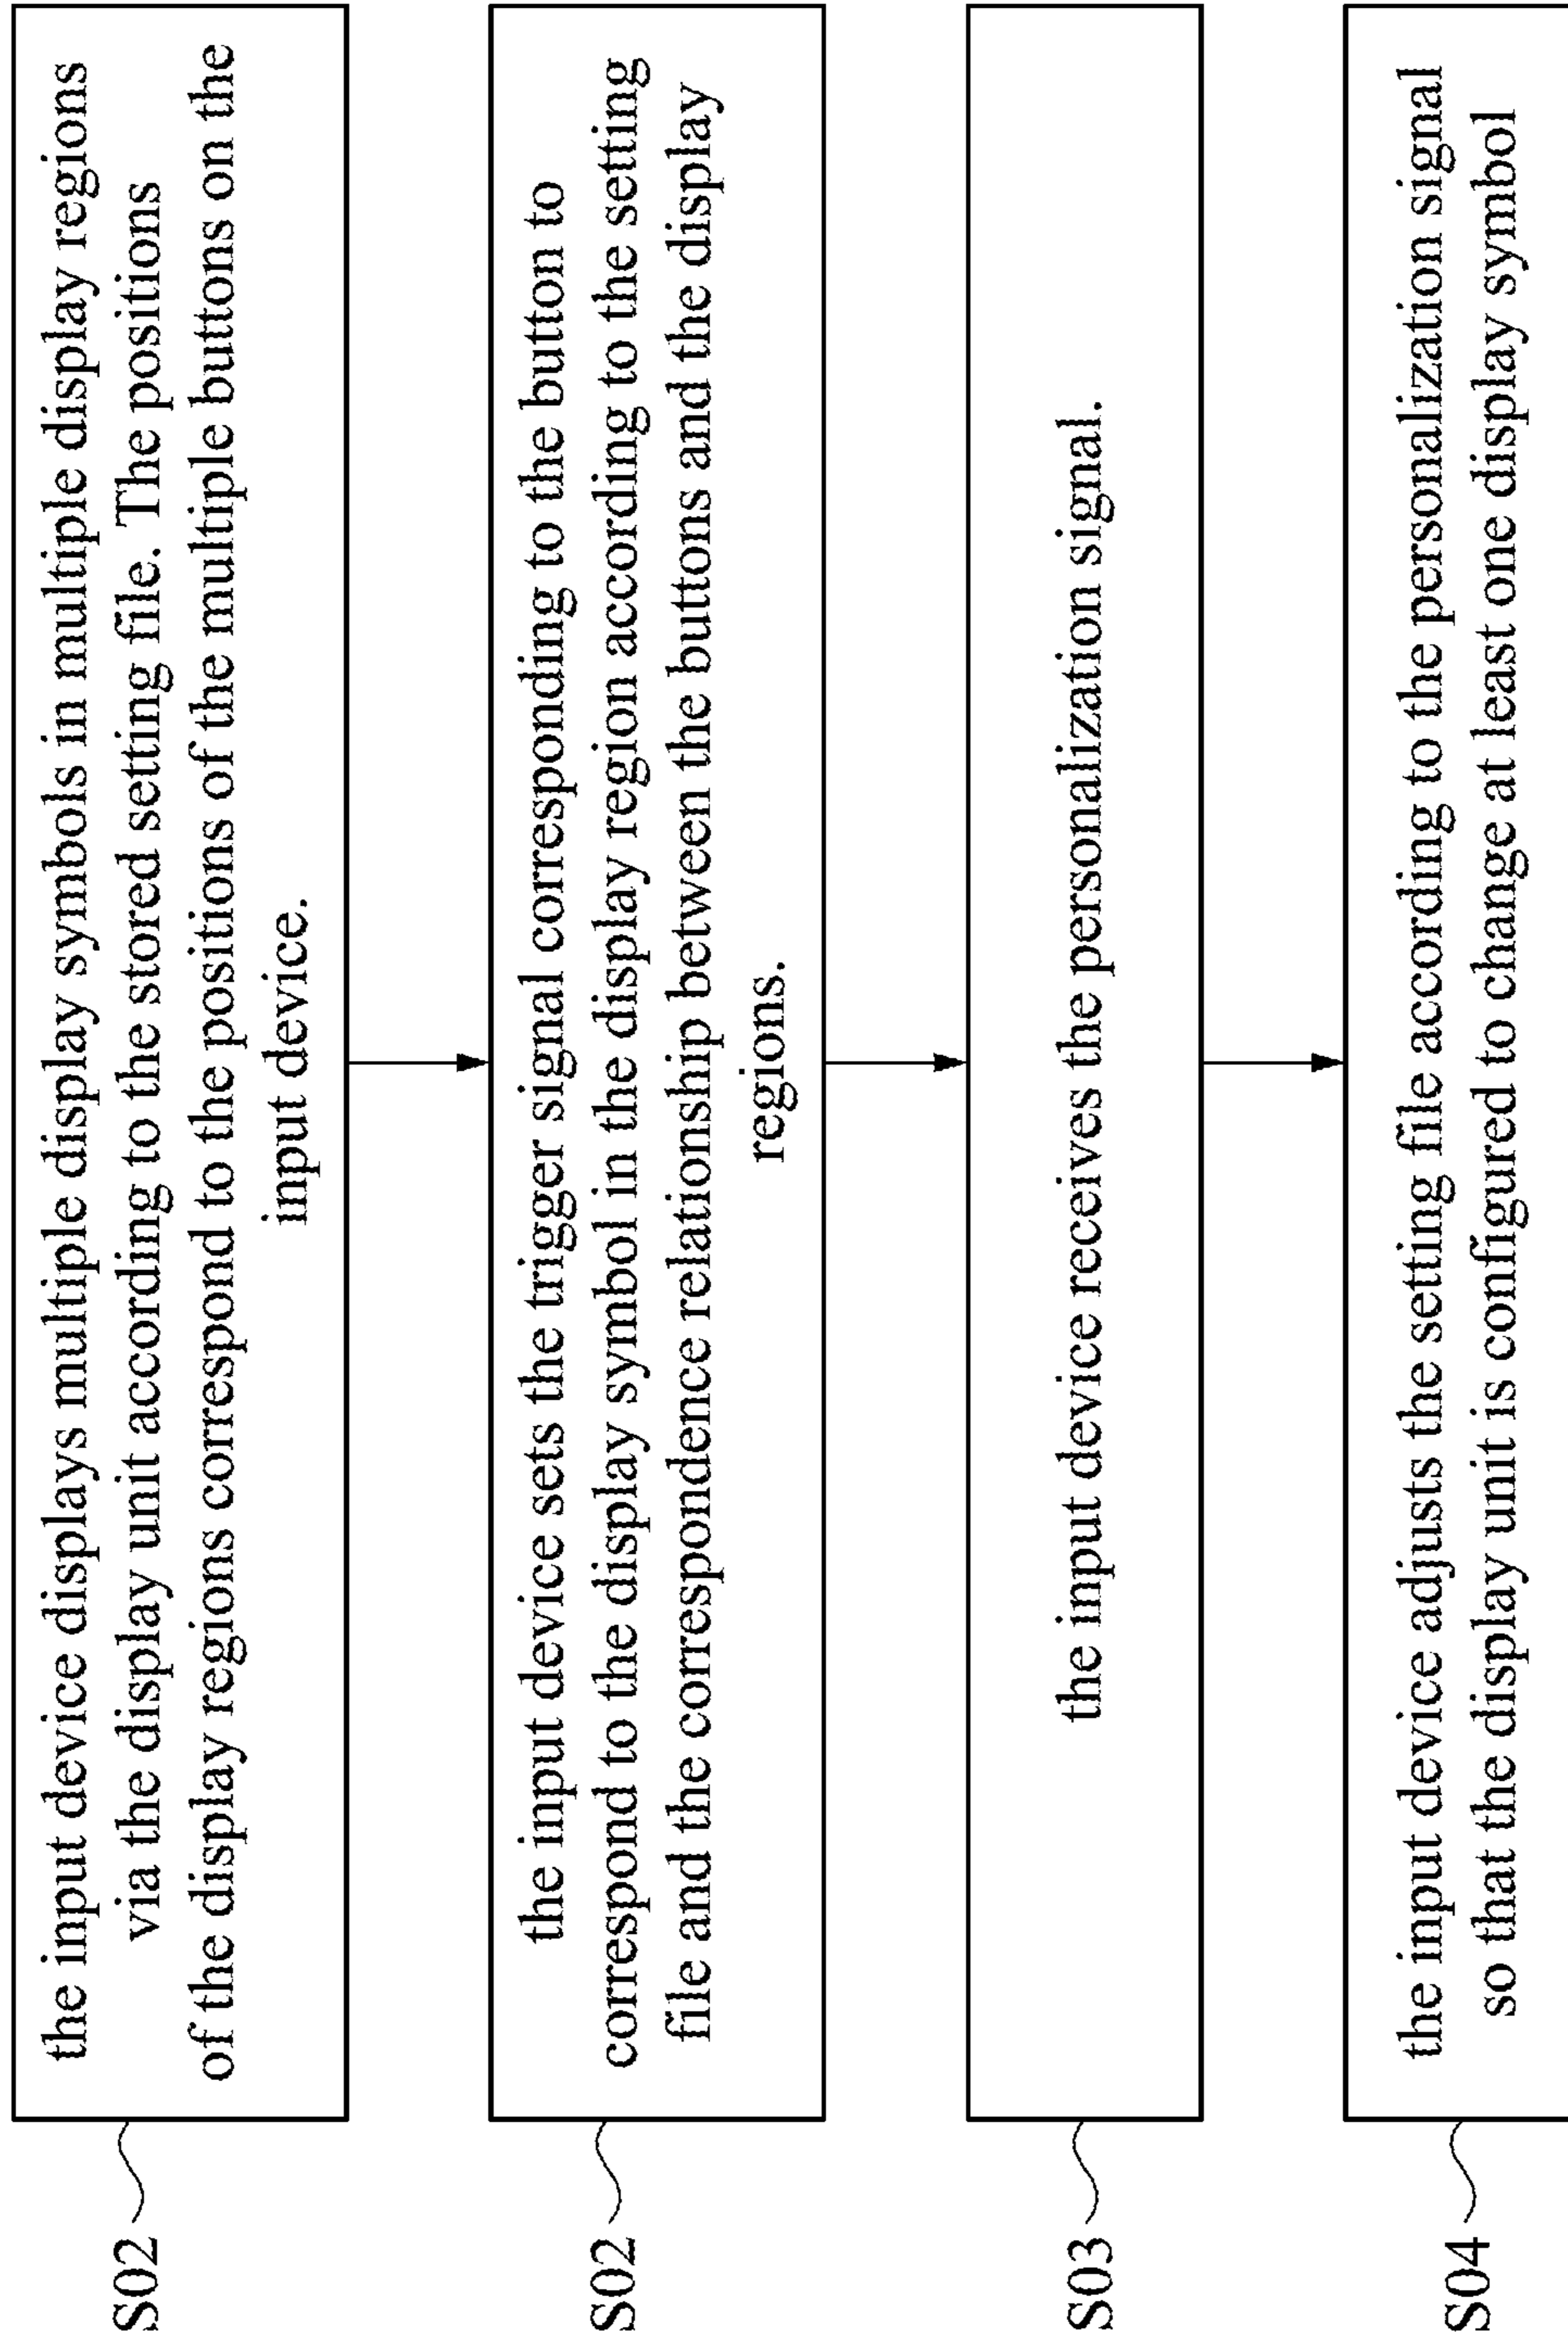 the input device displays multiple display symbols in multiple display regions
via the display unit according to the stored setting file. The positions
of the display regions correspond to the positions of the multiple buttons on the
input device.
S02
the input device sets the trigger signal corresponding to the button to
correspond to the display symbol in the display region according to the setting
file and the correspondence relationship between the buttons and the display
regions.
S02
the input device receives the personalization signal.
S03
the input device adjusts the setting file according to the personalization signal
so that the display unit is configured to change at least one display symbol
S04